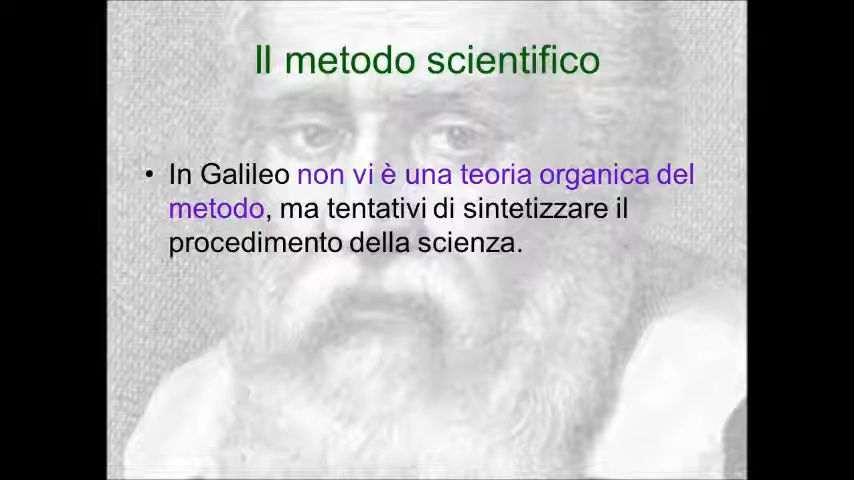 Il metodo scientifico
• In Galileo non vi è una teoria organica del
metodo, ma tentativi di sintetizzare il
procedimento della scienza.